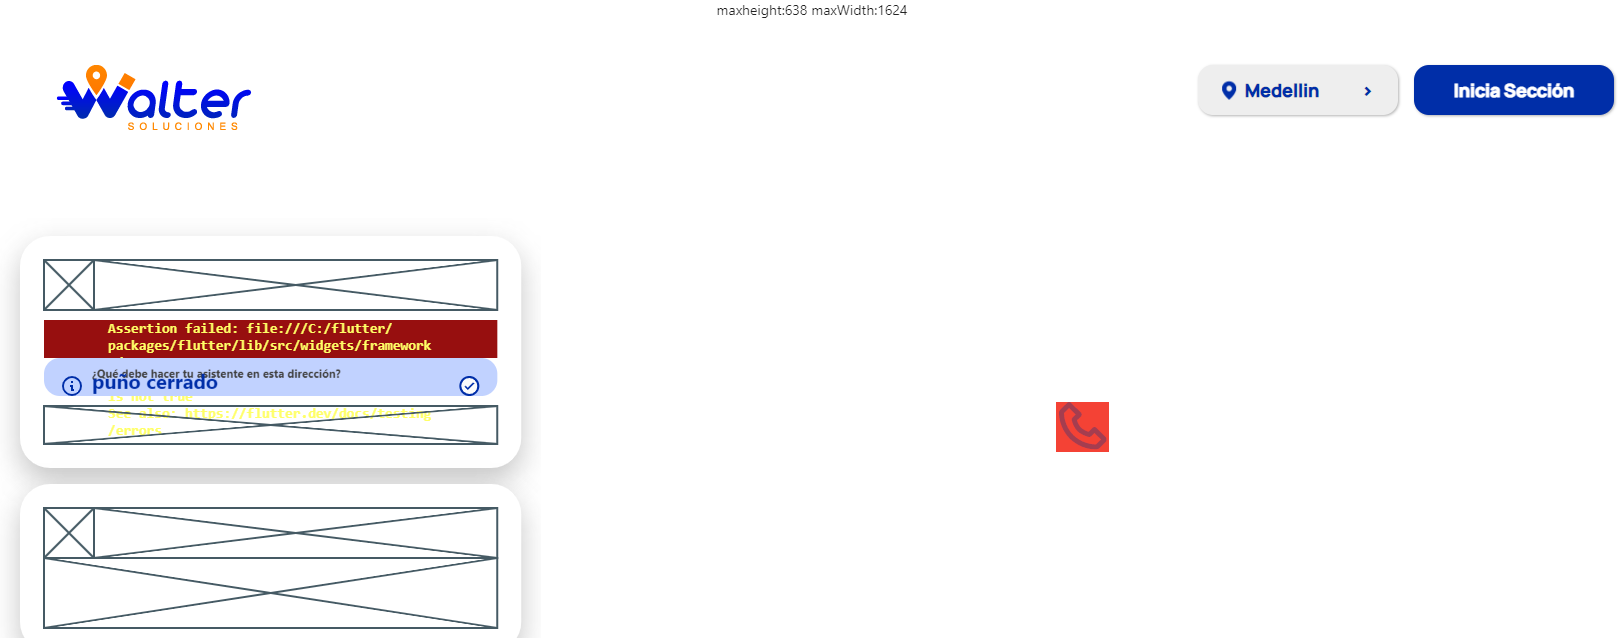 maxheight:638 maxWidth:1624
Walter
SOLUCIONES
Medellin
Inicia Sección
Assertion failed: file:///C:/flutter/
packages/flutter/lib/src/widgets/framework
¿Qué debe hacer tu asistente en esta dirección?
puño cerrado
is not true
See also: https://flutter.dev/docs/testing
/errors